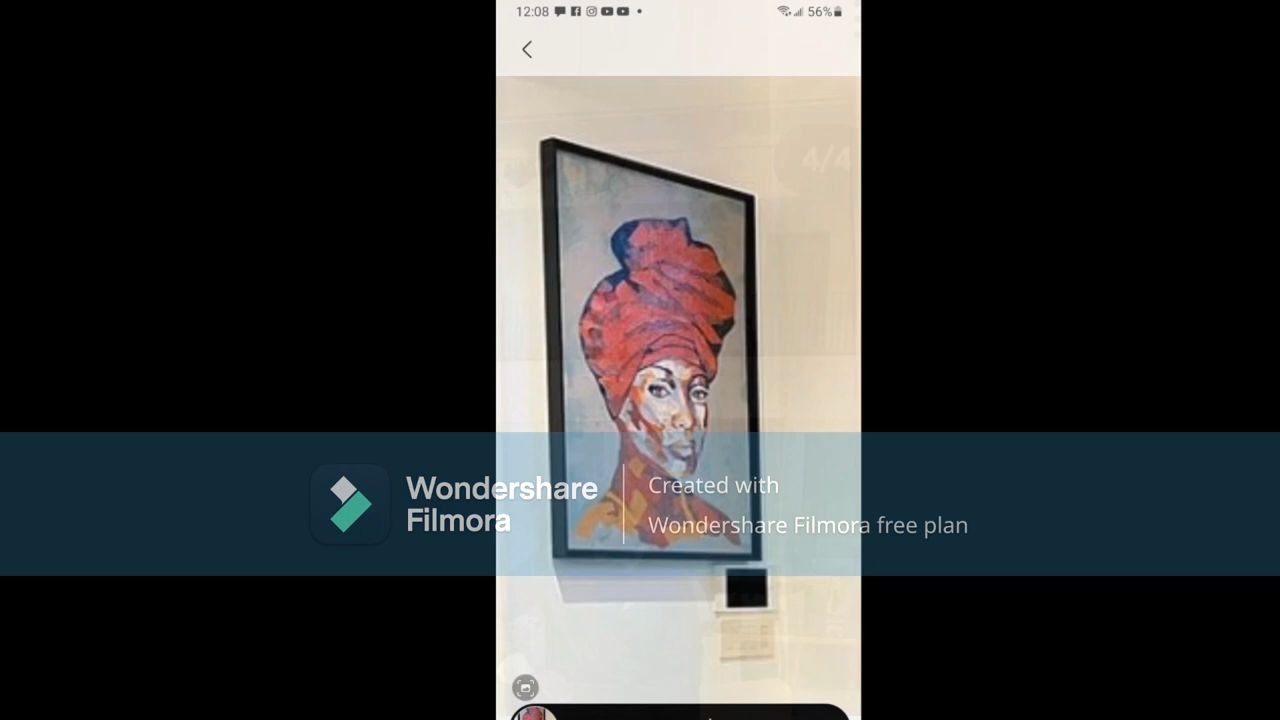 12:08
56%
4/4
Wondershare
Filmora
Created with
Wondershare Filmora free plan